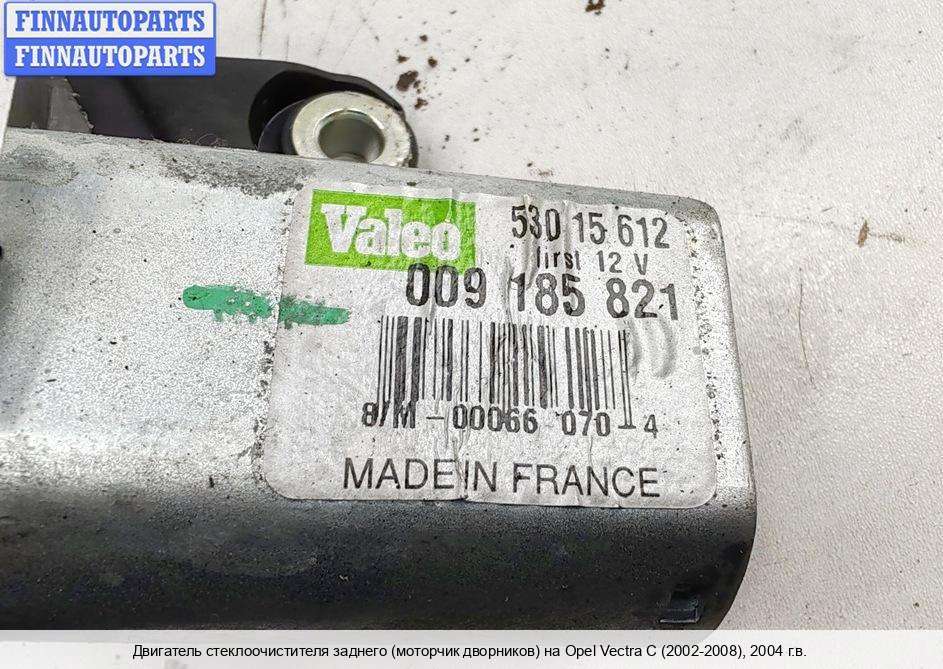 FINNAUTOPARTS
FINNAUTOPARTS
Valeo
530 15 612
first 12 V
009 185 821
87M-00066 070-4
MADE IN FRANCE
Двигатель стеклоочистителя заднего (моторчик дворников) на Opel Vectra C (2002-2008), 2004 г.в.